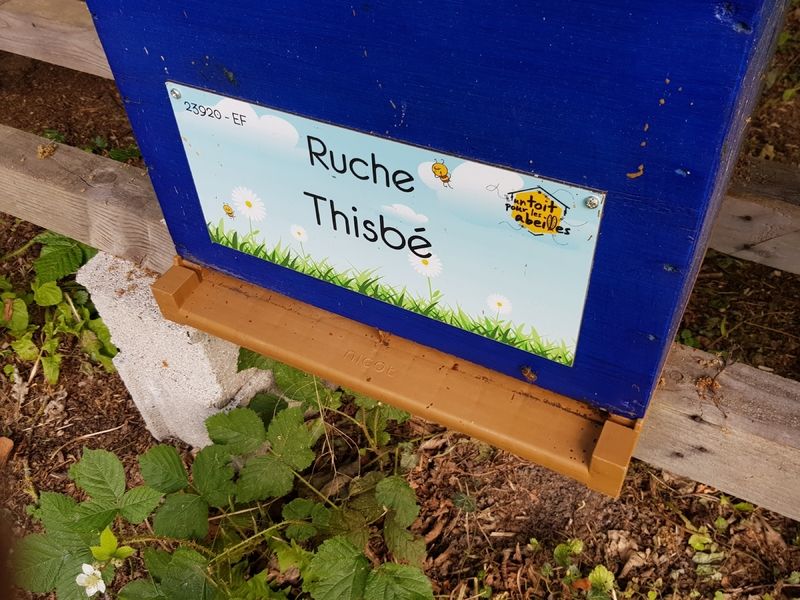 23920 - EF
Ruche
Thisbé
un toit
pour les
abeilles
nicot